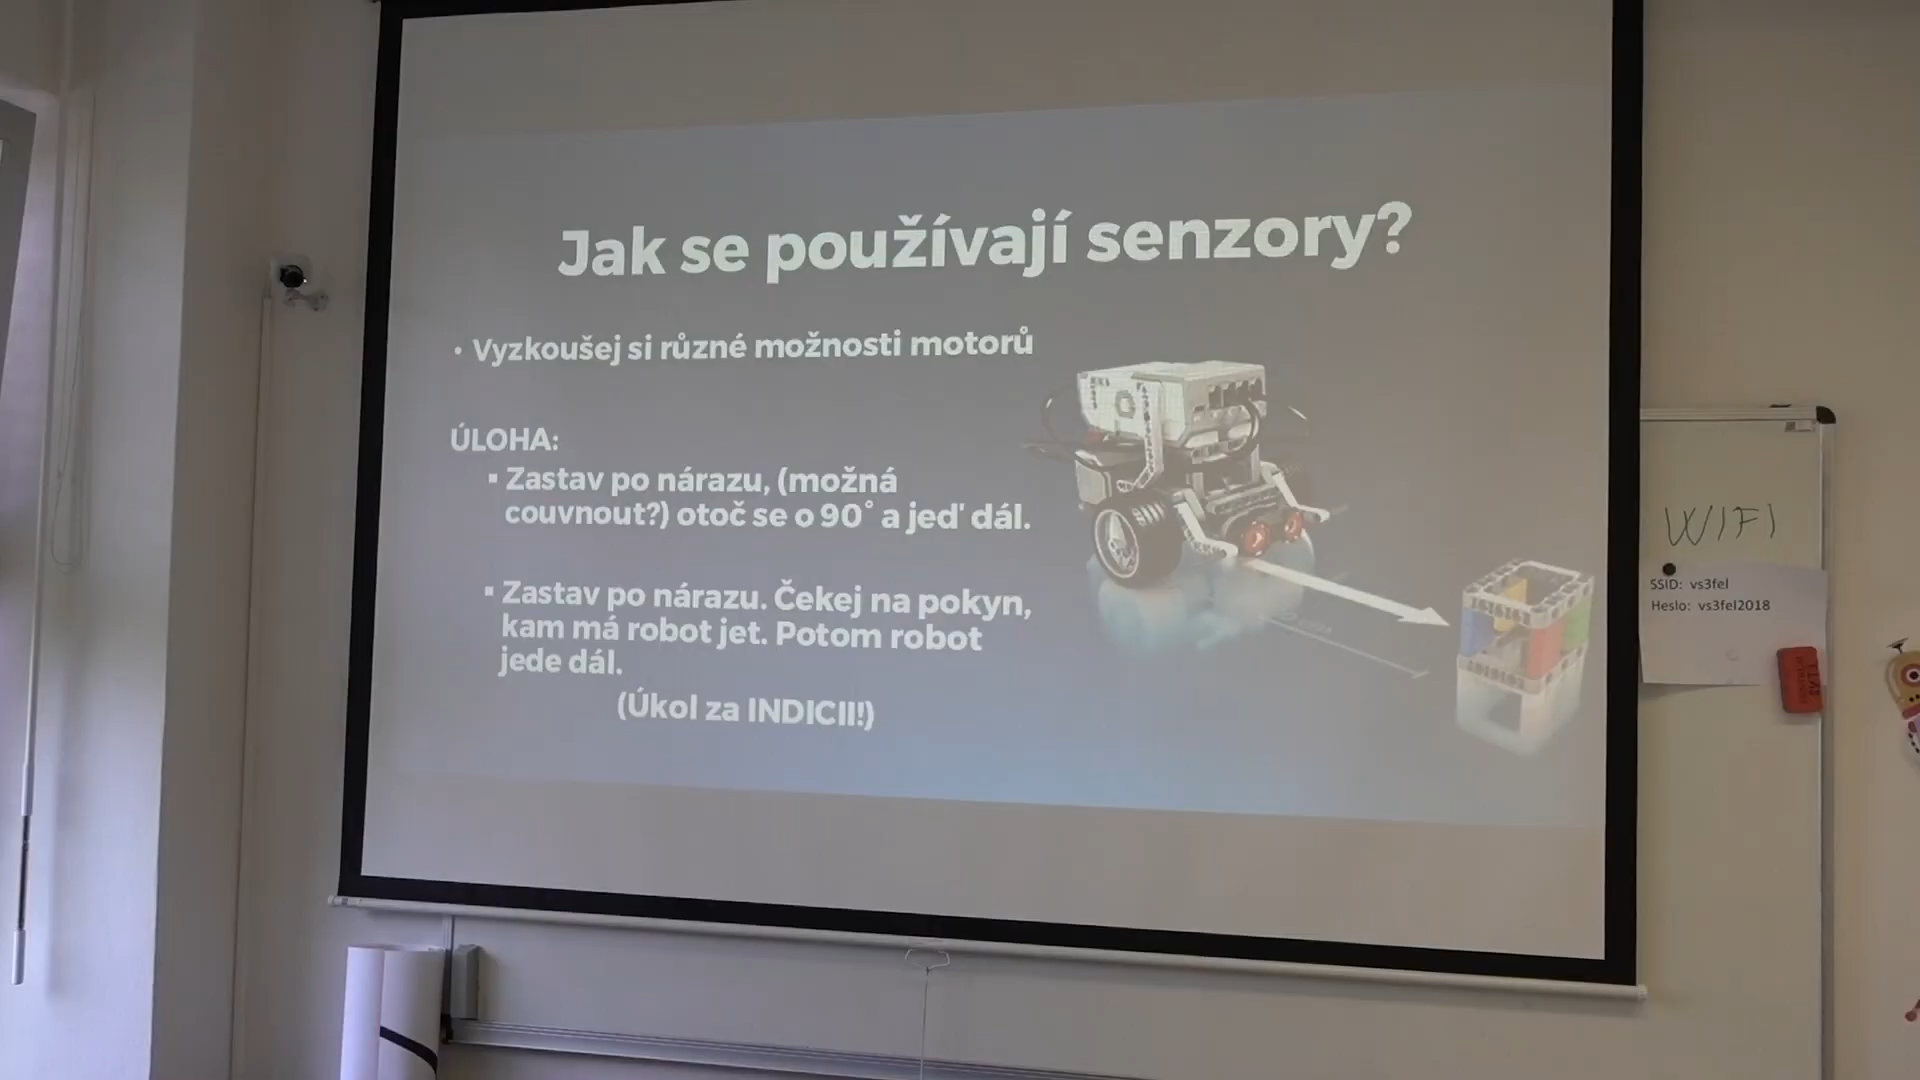 Jak se používají senzory?
• Vyzkoušej si různé možnosti motorů
ÚLOHA:
▪ Zastav po nárazu, (možná
couvnout?) otoč se o 90° a jeď dál.
▪ Zastav po nárazu. Čekej na pokyn,
kam má robot jet. Potom robot
jede dál.
(Úkol za INDICII!)
WIFI
SSID: vs3fel
Heslo: vs3fel2018